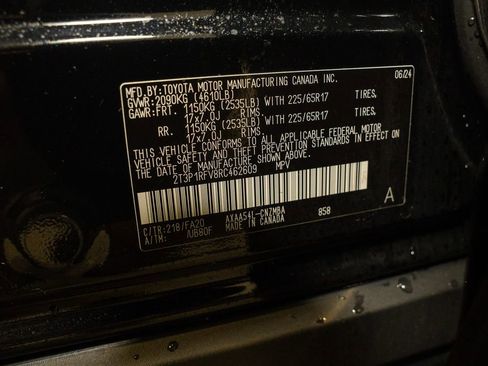 MFD.BY:TOYOTA MOTOR MANUFACTURING CANADA INC. 06/24
GVWR:2090KG (4610LB)
GAWR:FRT. 1150KG (2535LB) WITH 225/65R17 TIRES,
17x7.0J RIMS.
RR. 1150KG (2535LB) WITH 225/65R17 TIRES,
17x7.0J RIMS.
THIS VEHICLE CONFORMS TO ALL APPLICABLE FEDERAL MOTOR
VEHICLE SAFETY AND THEFT PREVENTION STANDARDS IN EFFECT ON
THE DATE OF MANUFACTURE SHOWN ABOVE.
2T3P1RFV8RC462609 MPV
C/TR:218/FA20 AXAA54L-CNZMBA A
A/TM: /UB80F MADE IN CANADA 858